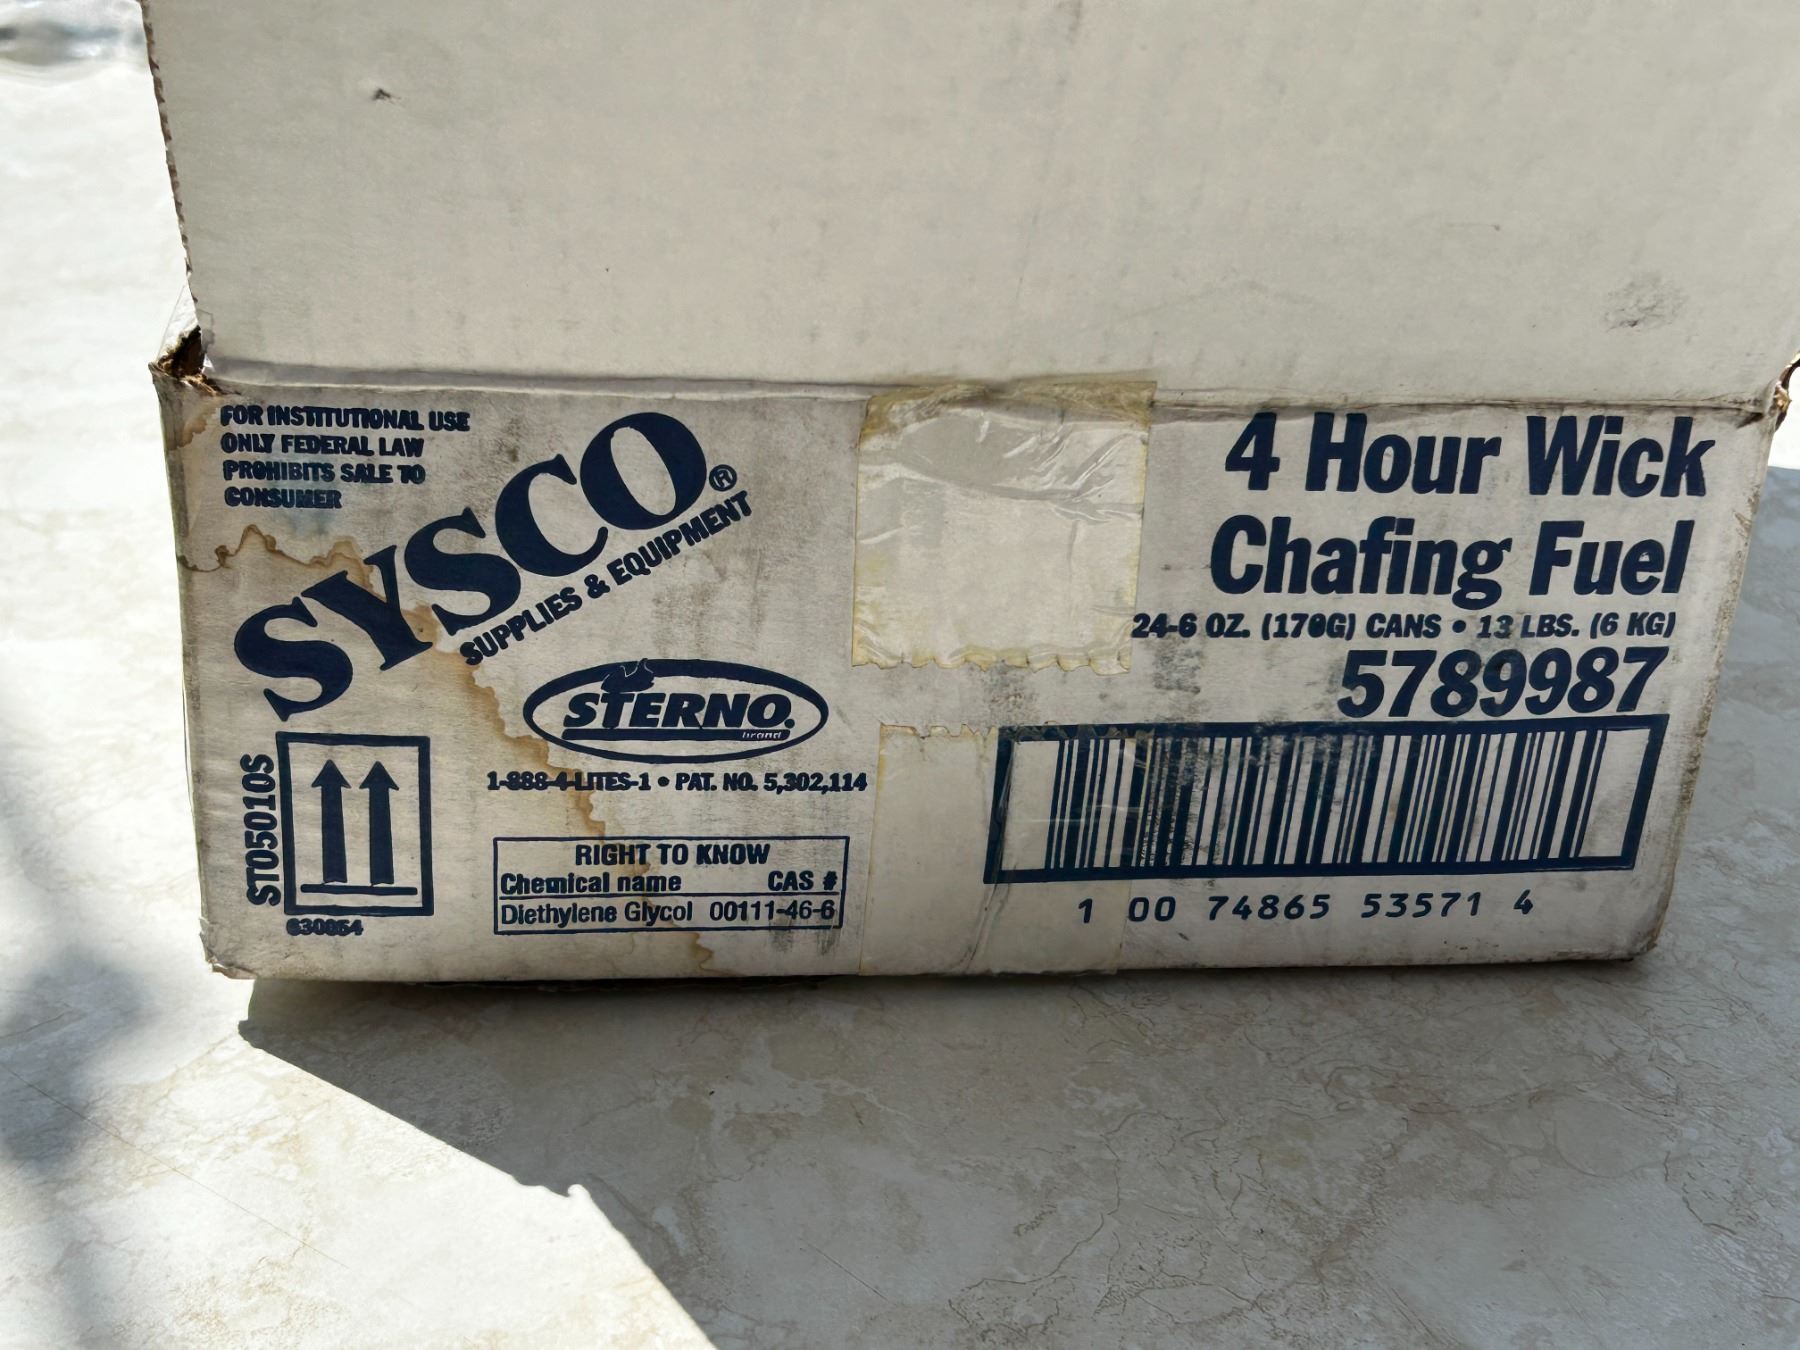 FOR INSTITUTIONAL USE
ONLY FEDERAL LAW
PROHIBITS SALE TO
CONSUMER
SYSCO®
SUPPLIES & EQUIPMENT
STERNO.
brand
1-888-4-LITES-1 • PAT. NO. 5,302,114
RIGHT TO KNOW
Chemical name CAS #
Diethylene Glycol 00111-46-6
ST05010S
630054
4 Hour Wick
Chafing Fuel
24-6 OZ. (170G) CANS • 13 LBS. (6 KG)
5789987
1 00 74865 53571 4